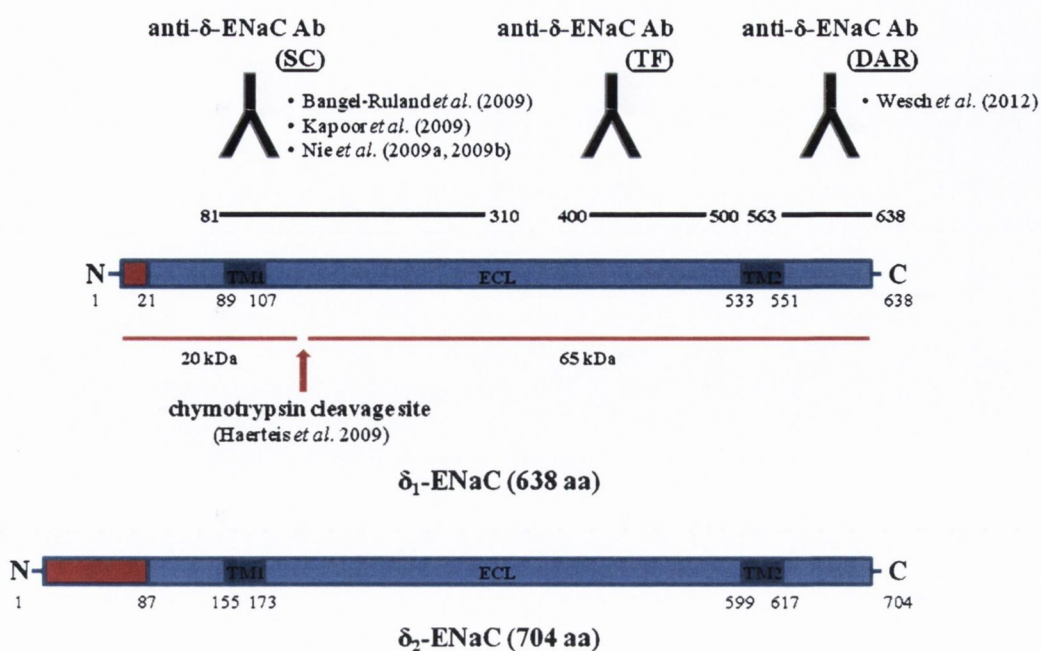 anti-δ-ENaC Ab
(SC)
anti-δ-ENaC Ab
(TF)
anti-δ-ENaC Ab
(DAR)
• Bangel-Ruland et al. (2009)
• Kapoor et al. (2009)
• Nie et al. (2009a, 2009b)
• Wesch et al. (2012)
81 310 400 500 563 638
N TM1 ECL TM2 C
1 21 89 107 533 551 638
20 kDa 65 kDa
chymotrypsin cleavage site
(Haerteis et al. 2009)
δ₁-ENaC (638 aa)
N TM1 ECL TM2 C
1 87 155 173 599 617 704
δ₂-ENaC (704 aa)